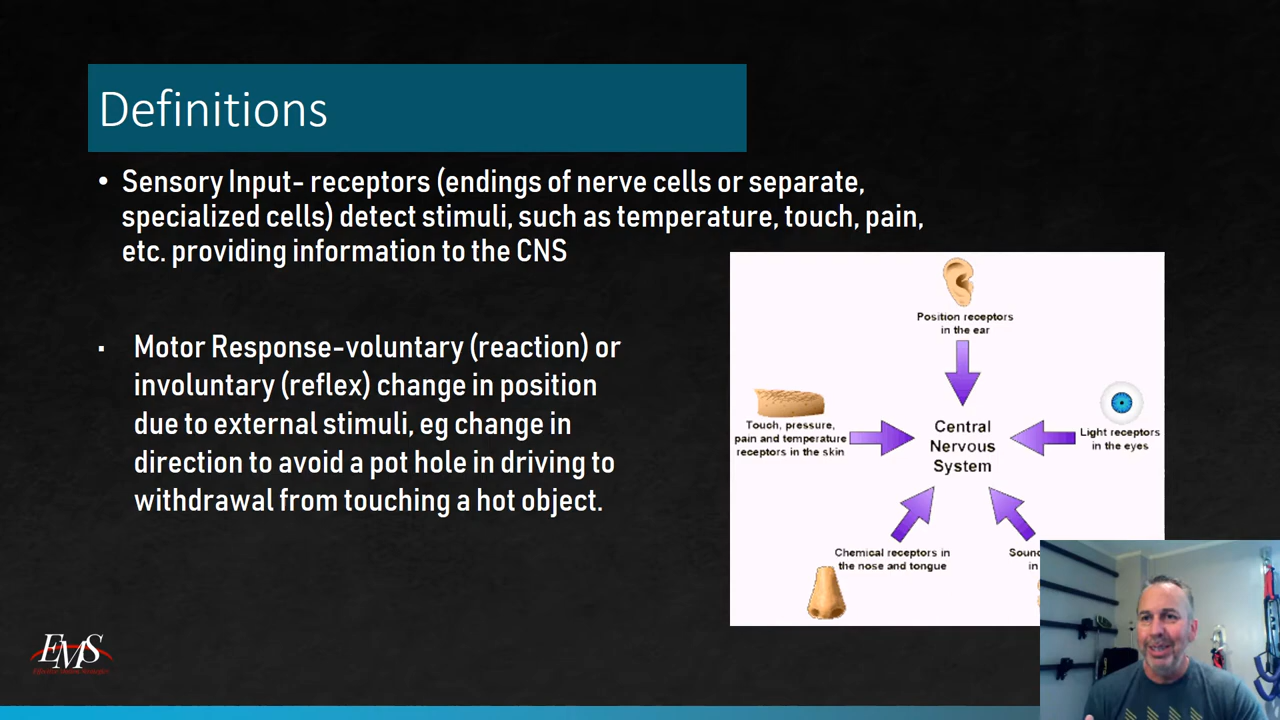 Definitions
• Sensory Input- receptors (endings of nerve cells or separate,
specialized cells) detect stimuli, such as temperature, touch, pain,
etc. providing information to the CNS
▪ Motor Response-voluntary (reaction) or
involuntary (reflex) change in position
due to external stimuli, eg change in
direction to avoid a pot hole in driving to
withdrawal from touching a hot object.
Position receptors
in the ear
Touch, pressure,
pain and temperature
receptors in the skin
Central
Nervous
System
Light receptors
in the eyes
Chemical receptors in
the nose and tongue
in
EMS